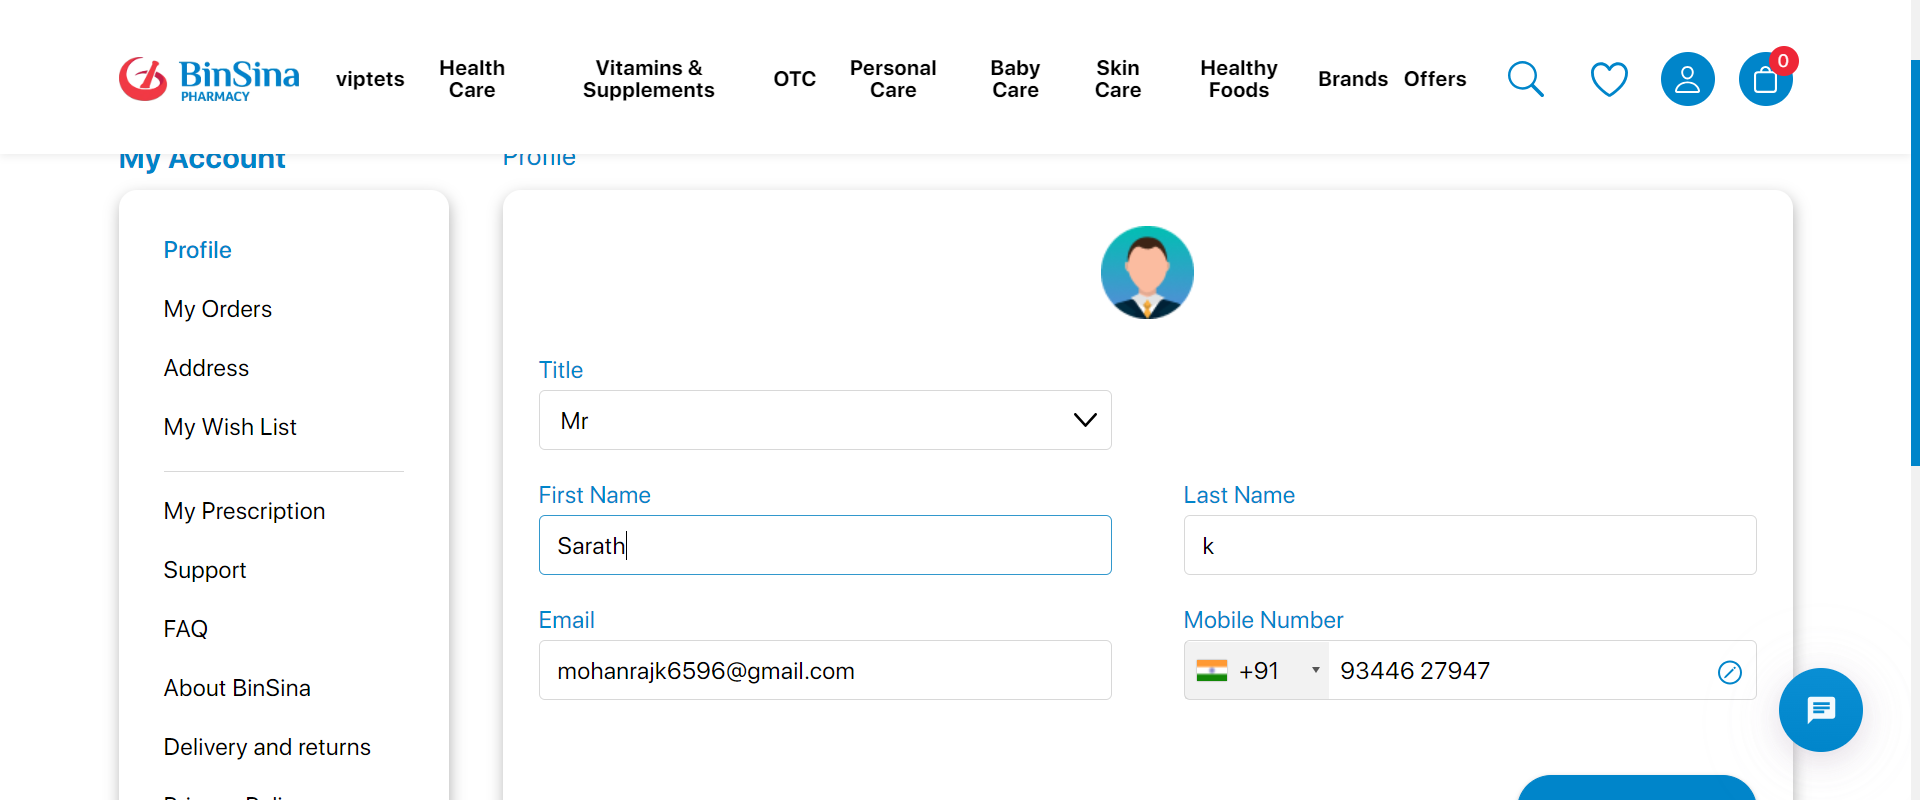 BinSina
PHARMACY
viptets
Health
Care
Vitamins &
Supplements
OTC
Personal
Care
Baby
Care
Skin
Care
Healthy
Foods
Brands
Offers
0
My Account
Profile
Profile
My Orders
Address
My Wish List
My Prescription
Support
FAQ
About BinSina
Delivery and returns
Title
Mr
First Name
Last Name
Sarath
k
Email
Mobile Number
mohanrajk6596@gmail.com
+91
93446 27947